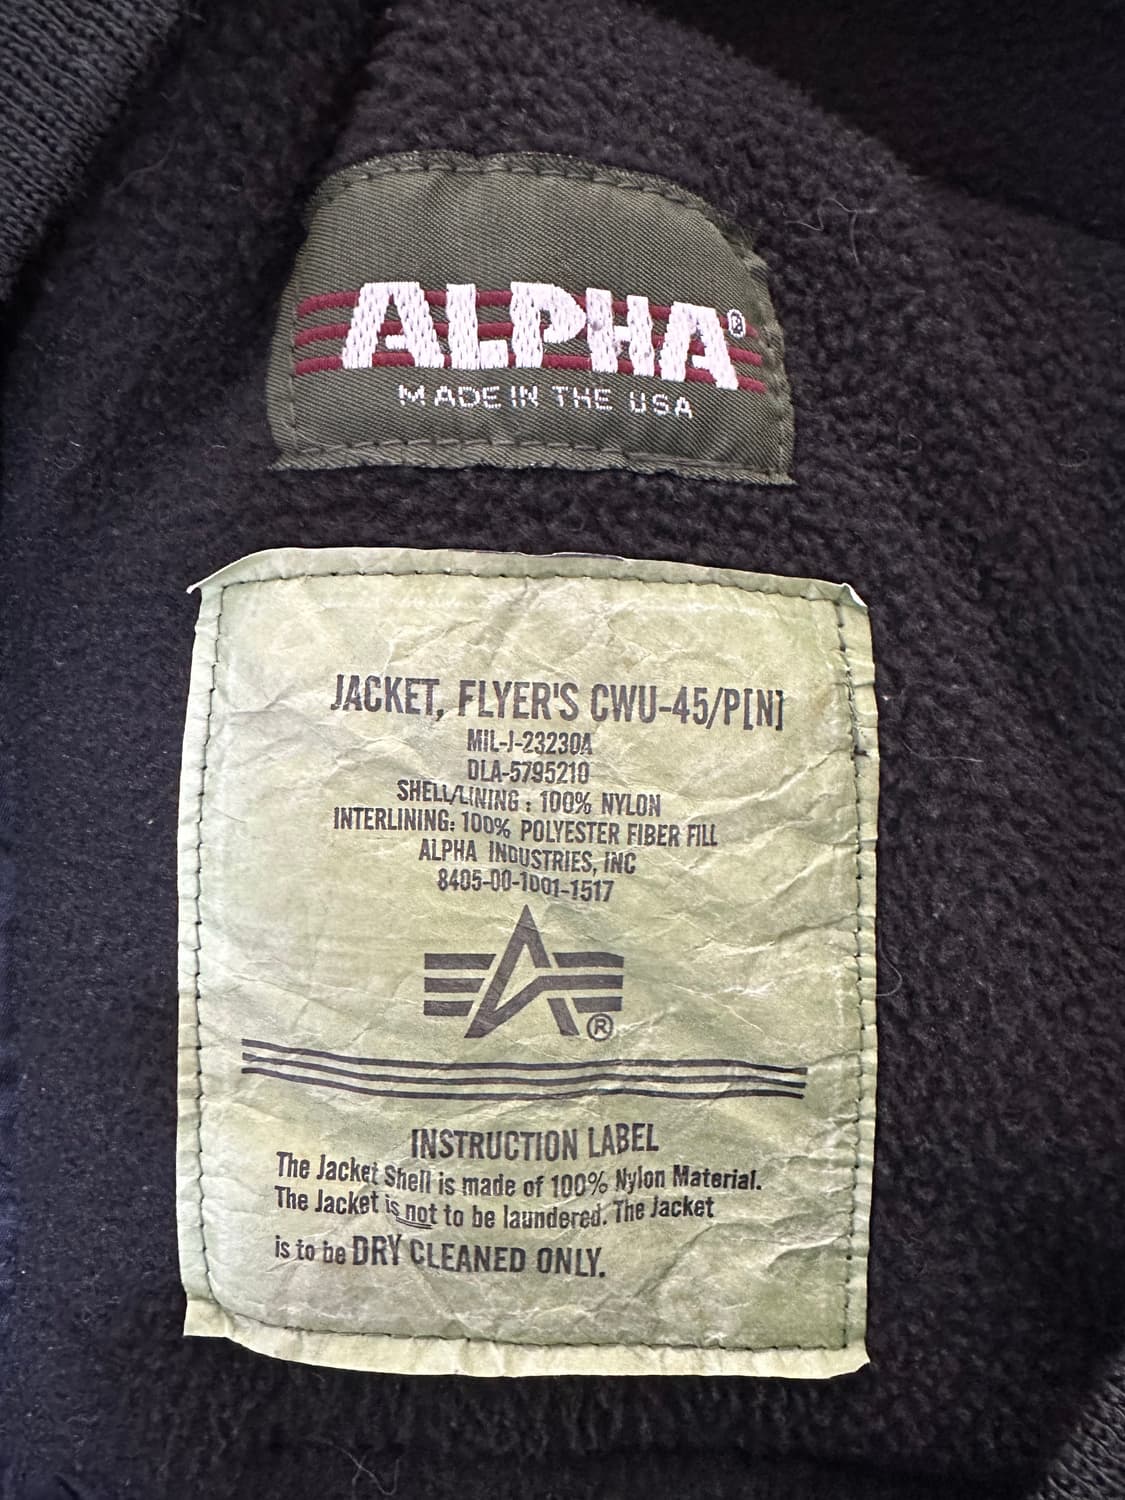 ALPHA®
MADE IN THE USA
JACKET, FLYER'S CWU-45/P[N]
MIL-J-23230A
DLA-5795210
SHELL/LINING : 100% NYLON
INTERLINING: 100% POLYESTER FIBER FILL
ALPHA INDUSTRIES, INC
8405-00-1001-1517
®
INSTRUCTION LABEL
The Jacket Shell is made of 100% Nylon Material.
The Jacket is not to be laundered. The Jacket
is to be DRY CLEANED ONLY.